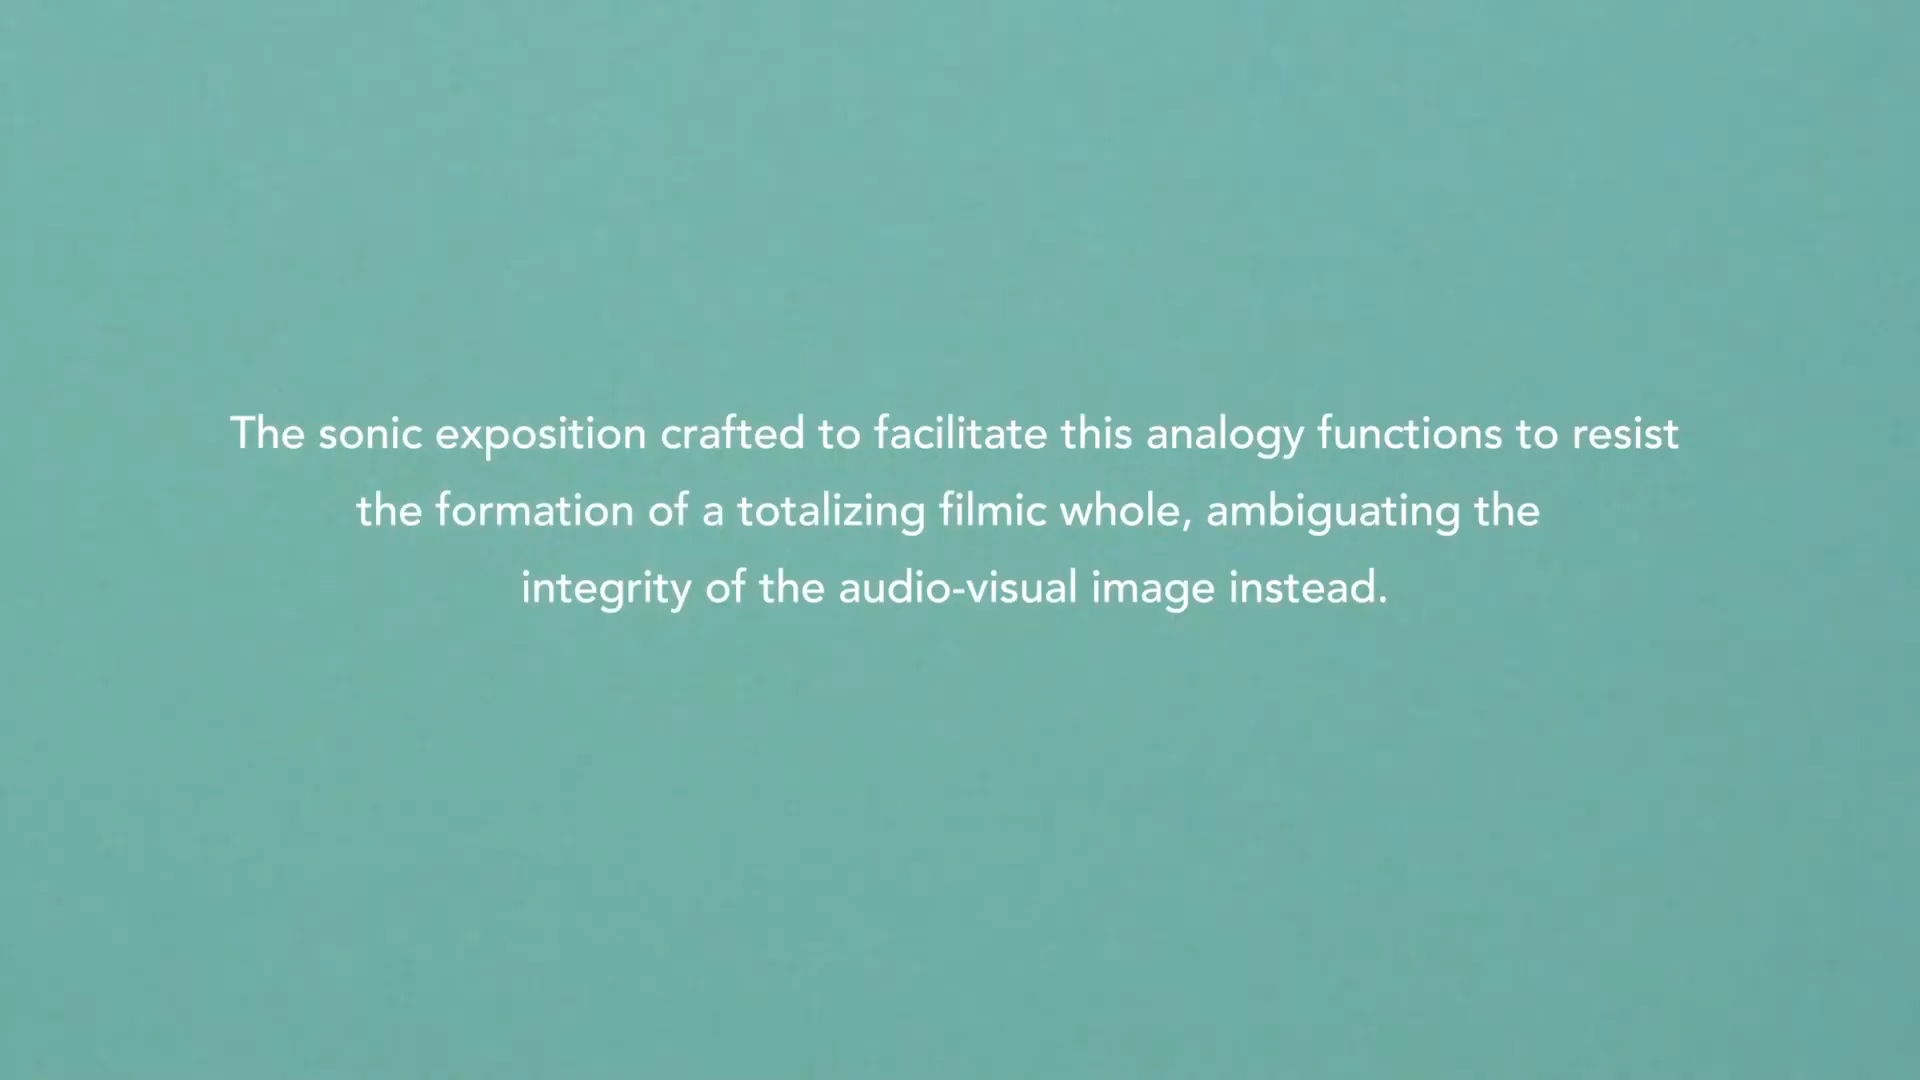 The sonic exposition crafted to facilitate this analogy functions to resist
the formation of a totalizing filmic whole, ambiguating the
integrity of the audio-visual image instead.